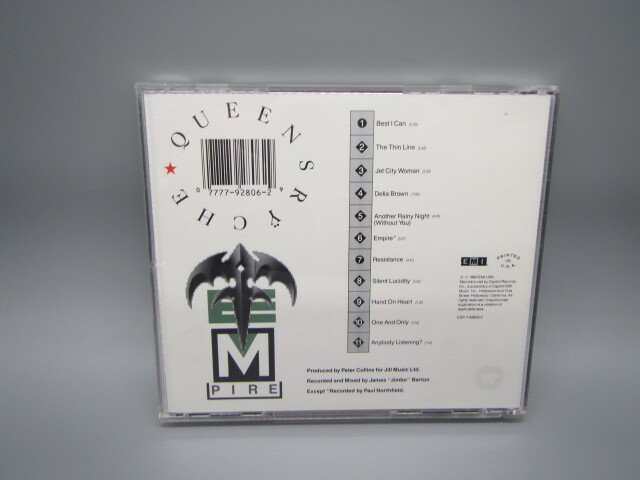 QUEENSRŸCHE
0 7777-92806-2 9
EMPIRE
1 Best I Can
2 The Thin Line
3 Jet City Woman
4 Della Brown
5 Another Rainy Night
(Without You)
6 Empire*
7 Resistance
8 Silent Lucidity
9 Hand On Heart
10 One And Only
11 Anybody Listening?
Produced by Peter Collins for Jill Music Ltd.
Recorded and Mixed by James "Jimbo" Barton
Except *Recorded by Paul Northfield.
EMI
PRINTED IN U.S.A.